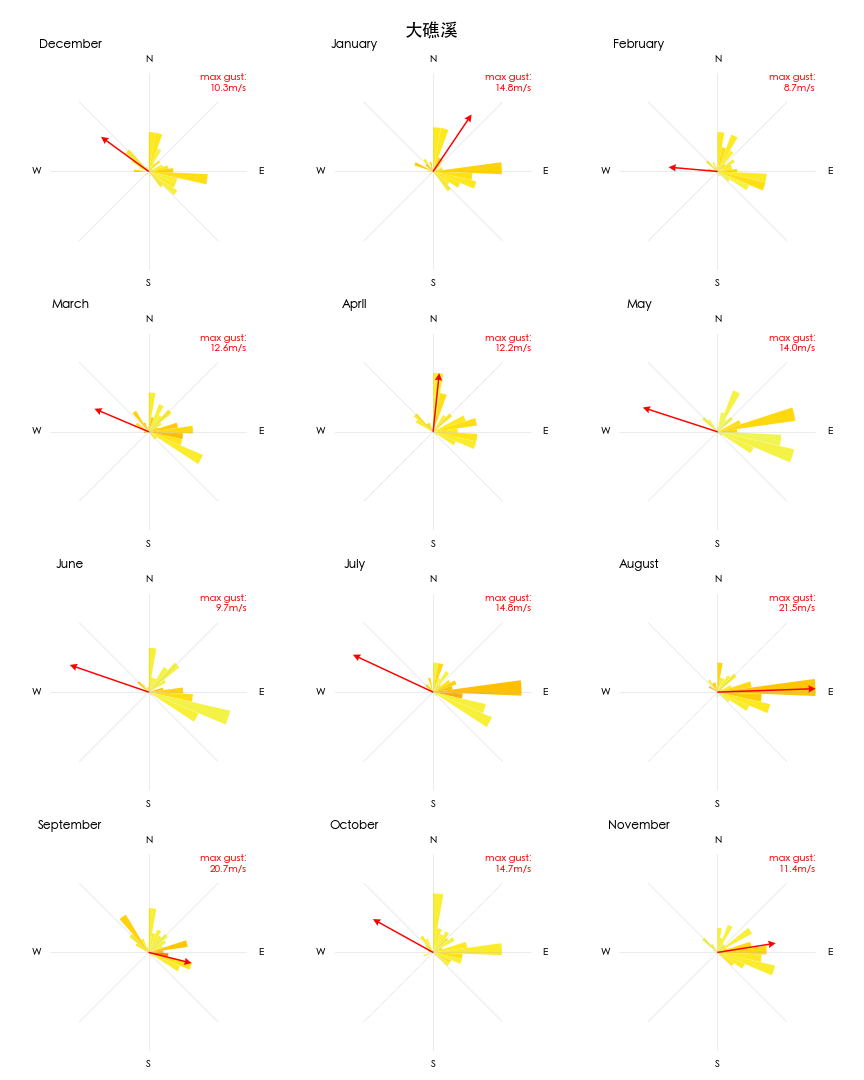 大礁溪
December
N
max gust:
10.3m/s
W
E
S
January
N
max gust:
14.8m/s
W
E
S
February
N
max gust:
8.7m/s
W
E
S
March
N
max gust:
12.6m/s
W
E
S
April
N
max gust:
12.2m/s
W
E
S
May
N
max gust:
14.0m/s
W
E
S
June
N
max gust:
9.7m/s
W
E
S
July
N
max gust:
14.8m/s
W
E
S
August
N
max gust:
21.5m/s
W
E
S
September
N
max gust:
20.7m/s
W
E
S
October
N
max gust:
14.7m/s
W
E
S
November
N
max gust:
11.4m/s
W
E
S